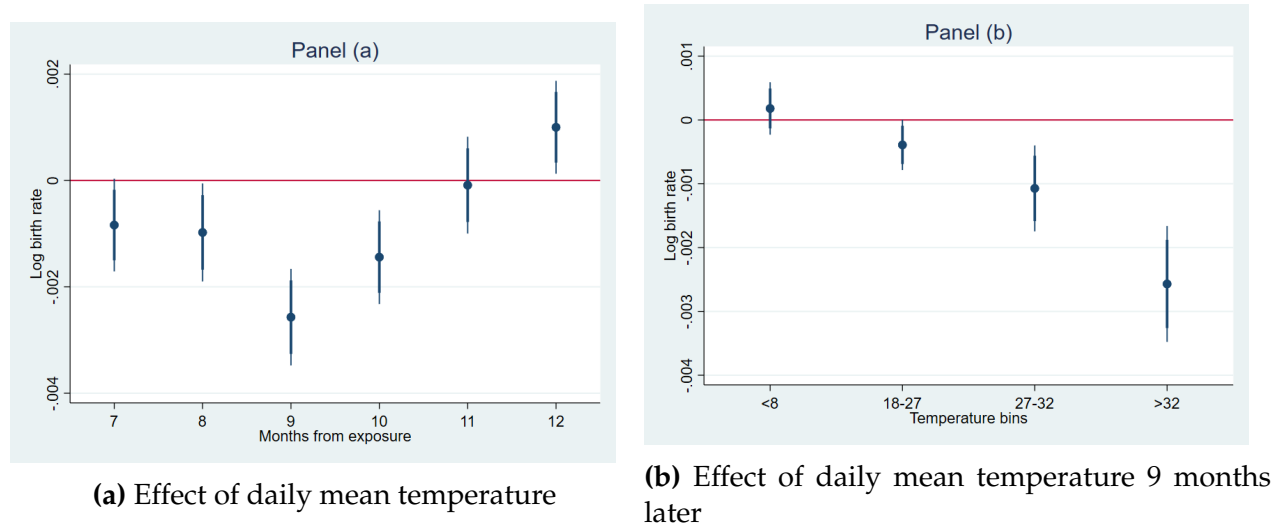 Panel (a)
.002
0
-.002
-.004
Log birth rate
7 8 9 10 11 12
Months from exposure
(a) Effect of daily mean temperature
Panel (b)
.001
0
-.001
-.002
-.003
-.004
Log birth rate
<8 18-27 27-32 >32
Temperature bins
(b) Effect of daily mean temperature 9 months
later